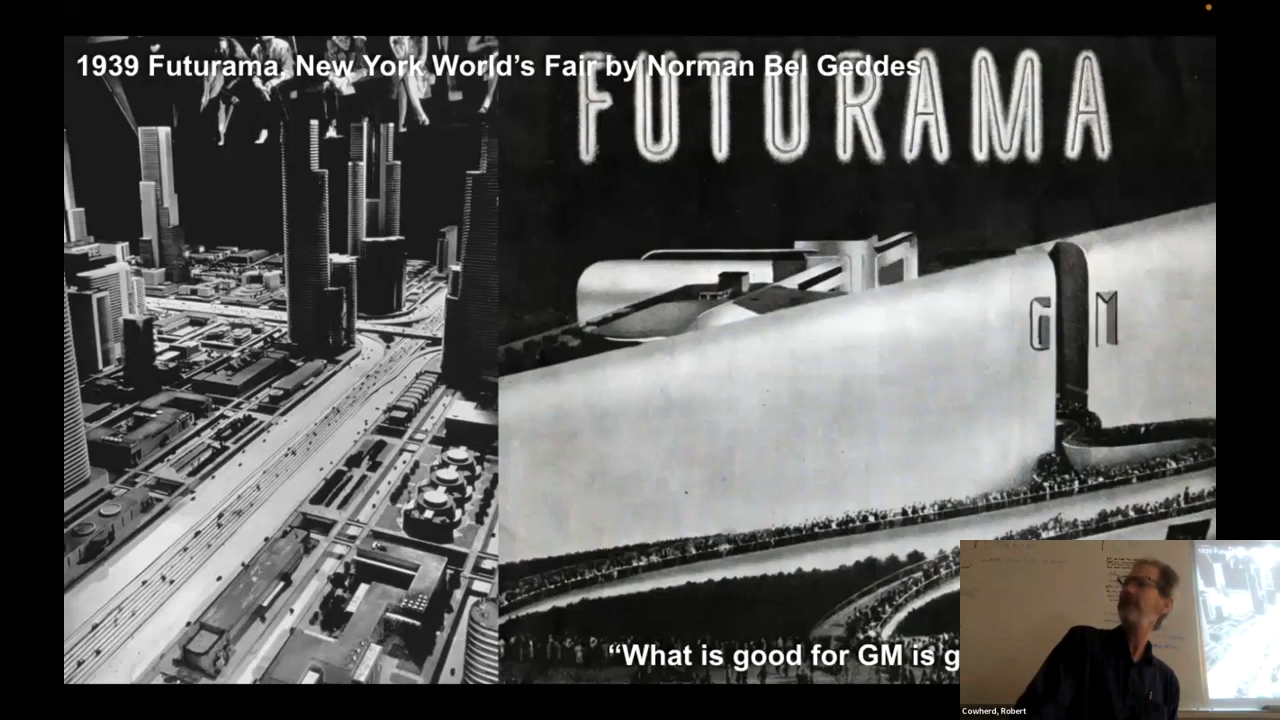 1939 Futurama, New York World’s Fair by Norman Bel Geddes
FUTURAMA
G M
“What is good for GM is g
Cowherd, Robert